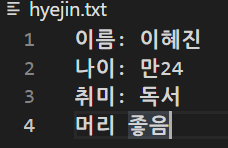 hyejin.txt
1 이름: 이혜진
2 나이: 만24
3 취미: 독서
4 머리 좋음